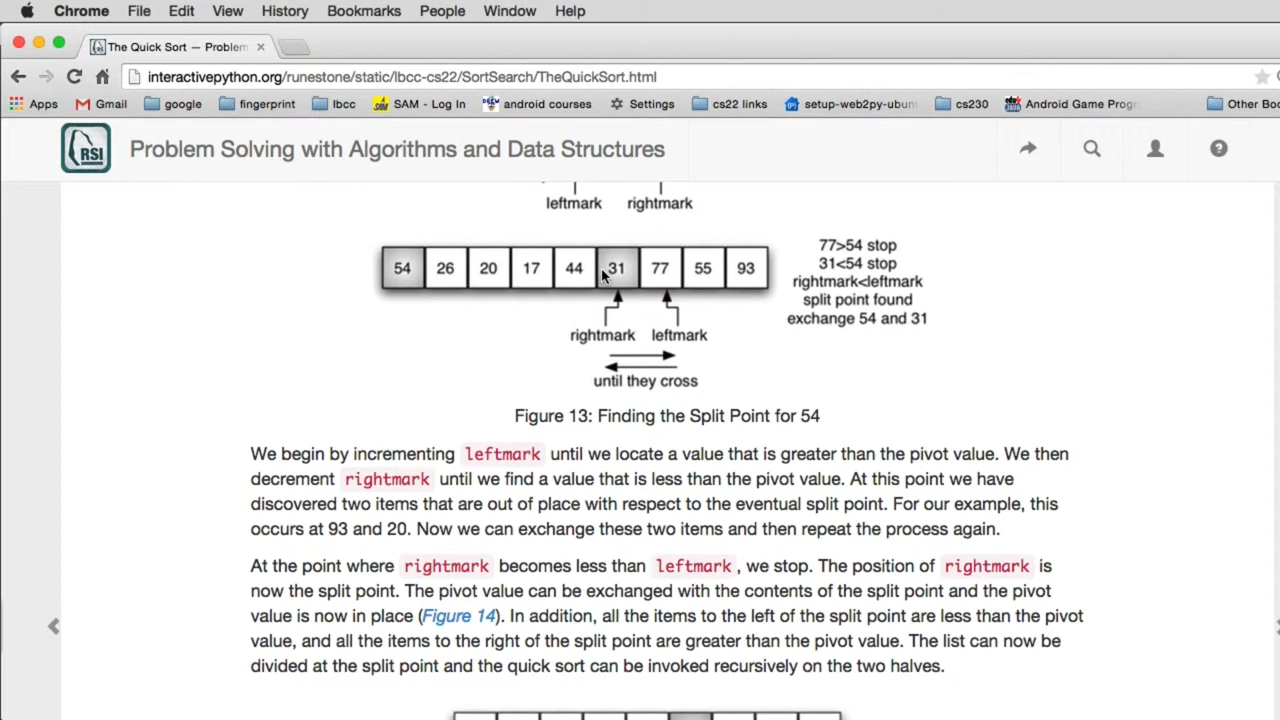 Chrome File Edit View History Bookmarks People Window Help
The Quick Sort — Problem
interactivepython.org/runestone/static/lbcc-cs22/SortSearch/TheQuickSort.html
Apps Gmail google fingerprint lbcc SAM - Log In android courses Settings cs22 links setup-web2py-ubun cs230 Android Game Prog Other Boo
RSI Problem Solving with Algorithms and Data Structures
leftmark rightmark
54 26 20 17 44 31 77 55 93
77>54 stop
31<54 stop
rightmark<leftmark
split point found
exchange 54 and 31
rightmark leftmark
until they cross
Figure 13: Finding the Split Point for 54
We begin by incrementing leftmark until we locate a value that is greater than the pivot value. We then
decrement rightmark until we find a value that is less than the pivot value. At this point we have
discovered two items that are out of place with respect to the eventual split point. For our example, this
occurs at 93 and 20. Now we can exchange these two items and then repeat the process again.
At the point where rightmark becomes less than leftmark , we stop. The position of rightmark is
now the split point. The pivot value can be exchanged with the contents of the split point and the pivot
value is now in place (Figure 14). In addition, all the items to the left of the split point are less than the pivot
value, and all the items to the right of the split point are greater than the pivot value. The list can now be
divided at the split point and the quick sort can be invoked recursively on the two halves.